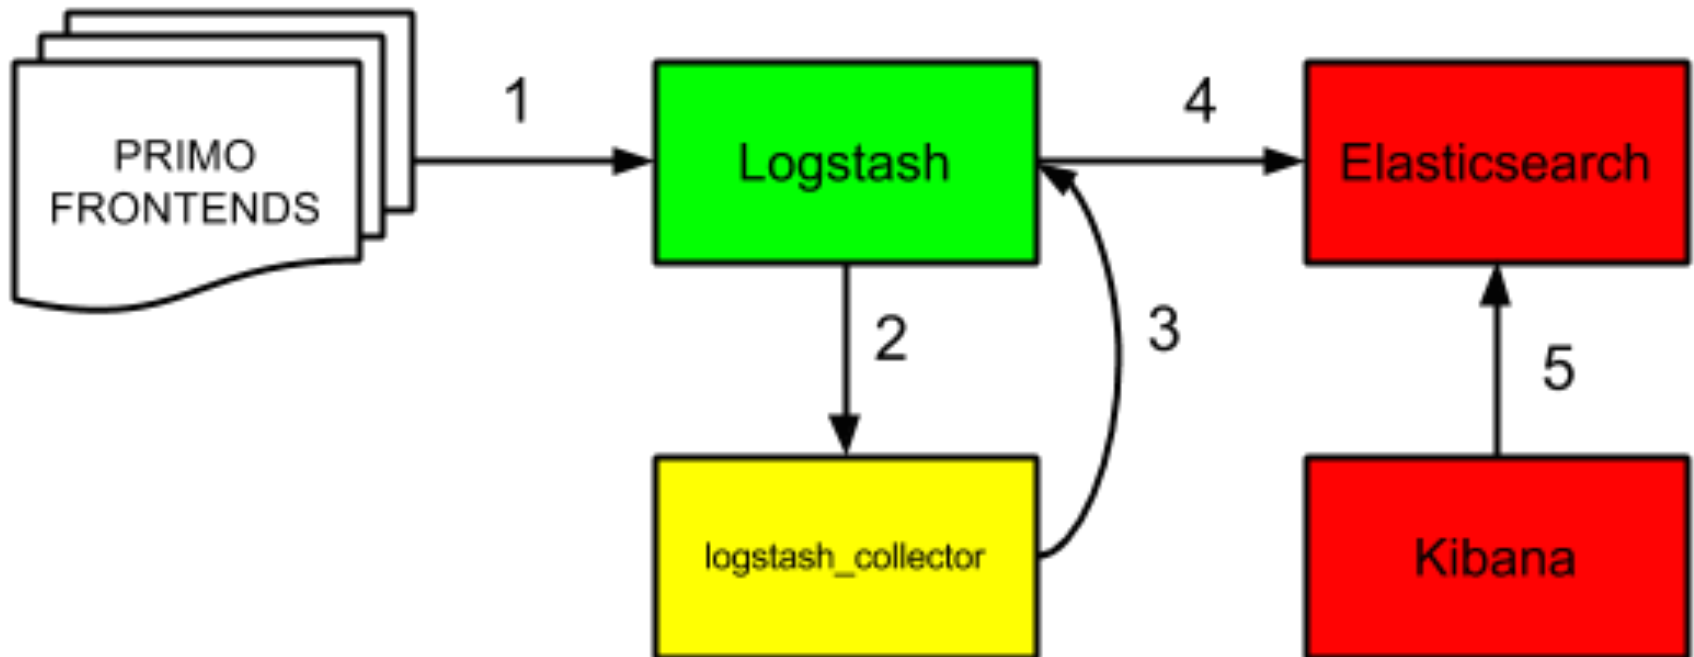 1
4
PRIMO
FRONTENDS
Logstash
Elasticsearch
2
3
5
logstash_collector
Kibana